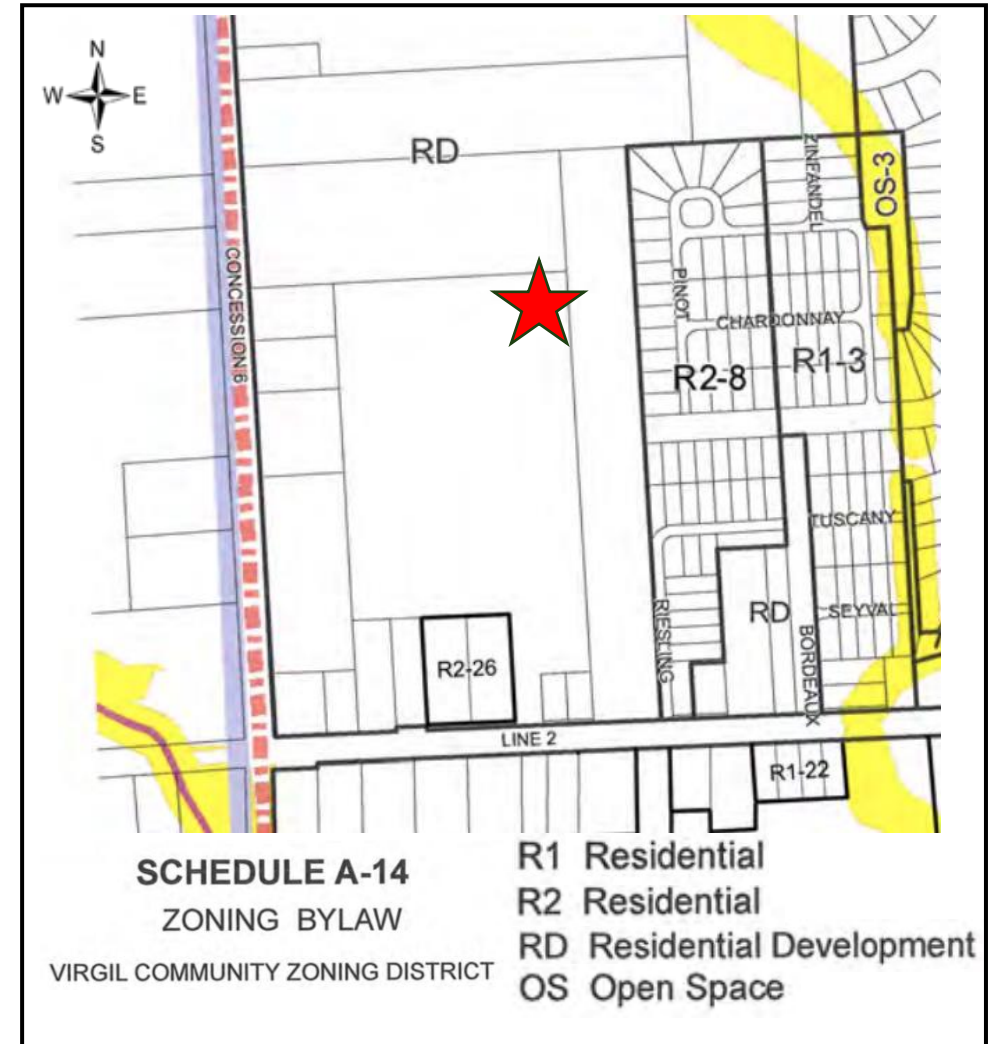 N
W E
S
RD
ZINFANDEL
OS-3
CONCESSION 6
PINOT
CHARDONNAY
R2-8
R1-3
TUSCANY
RIESLING
RD
SEYVAL
BORDEAUX
R2-26
LINE 2
R1-22
SCHEDULE A-14
ZONING BYLAW
VIRGIL COMMUNITY ZONING DISTRICT
R1 Residential
R2 Residential
RD Residential Development
OS Open Space